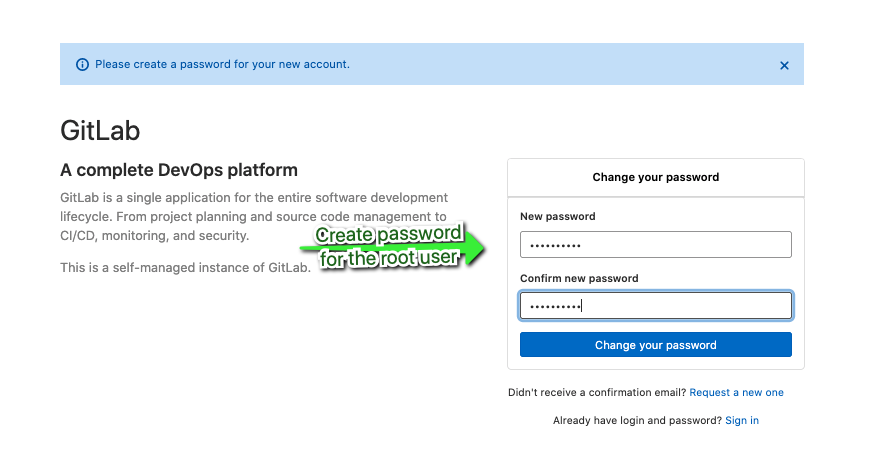 Please create a password for your new account.
GitLab
A complete DevOps platform
GitLab is a single application for the entire software development
lifecycle. From project planning and source code management to
CI/CD, monitoring, and security.
This is a self-managed instance of GitLab.
Create password
for the root user
Change your password
New password
••••••••••
Confirm new password
••••••••••
Change your password
Didn't receive a confirmation email? Request a new one
Already have login and password? Sign in